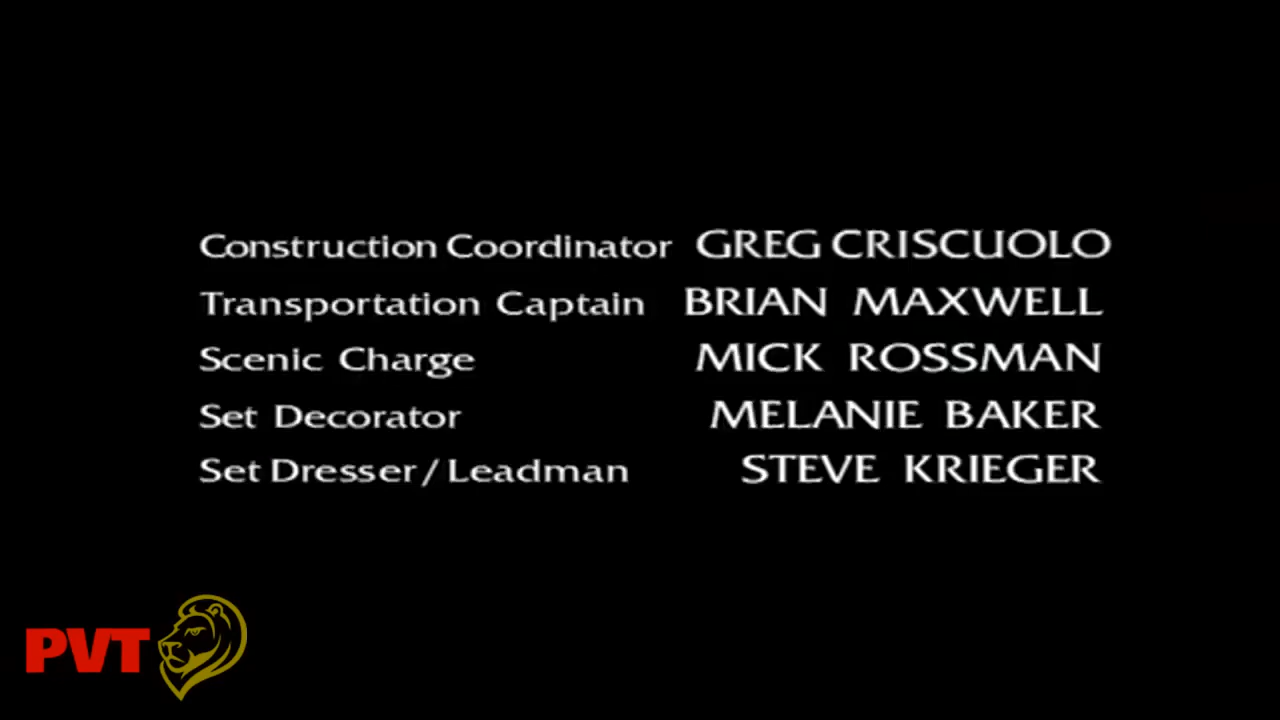 Construction Coordinator GREG CRISCUOLO
Transportation Captain BRIAN MAXWELL
Scenic Charge MICK ROSSMAN
Set Decorator MELANIE BAKER
Set Dresser / Leadman STEVE KRIEGER
PVT